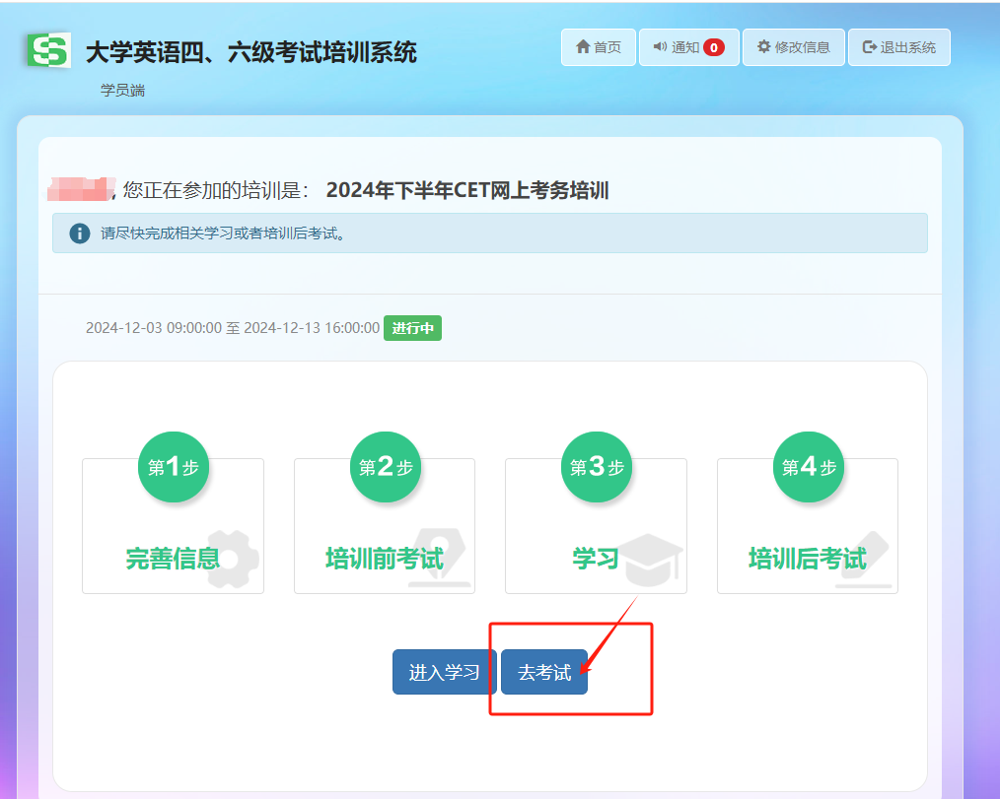 大学英语四、六级考试培训系统
首页
通知 0
修改信息
退出系统
学员端
, 您正在参加的培训是： 2024年下半年CET网上考务培训
请尽快完成相关学习或者培训后考试。
2024-12-03 09:00:00 至 2024-12-13 16:00:00 进行中
第1步
第2步
第3步
第4步
完善信息
培训前考试
学习
培训后考试
进入学习
去考试